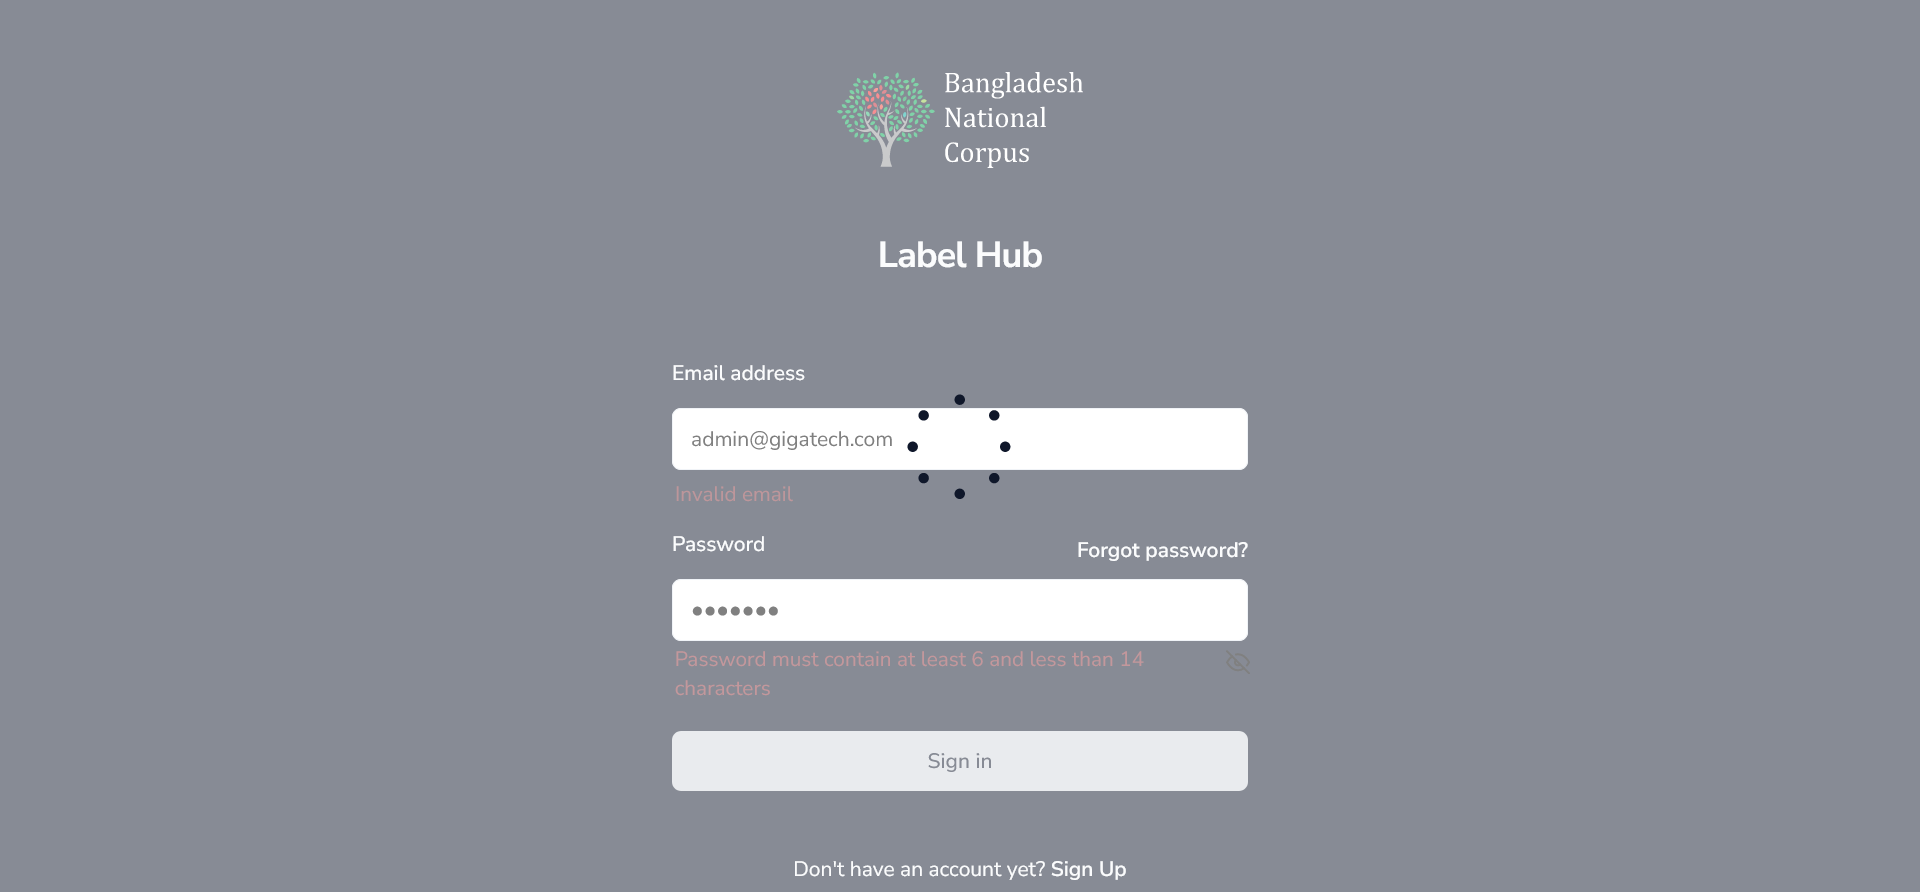 Bangladesh
National
Corpus
Label Hub
Email address
admin@gigatech.com
Invalid email
Password
Forgot password?
•••••••
Password must contain at least 6 and less than 14
characters
Sign in
Don't have an account yet? Sign Up